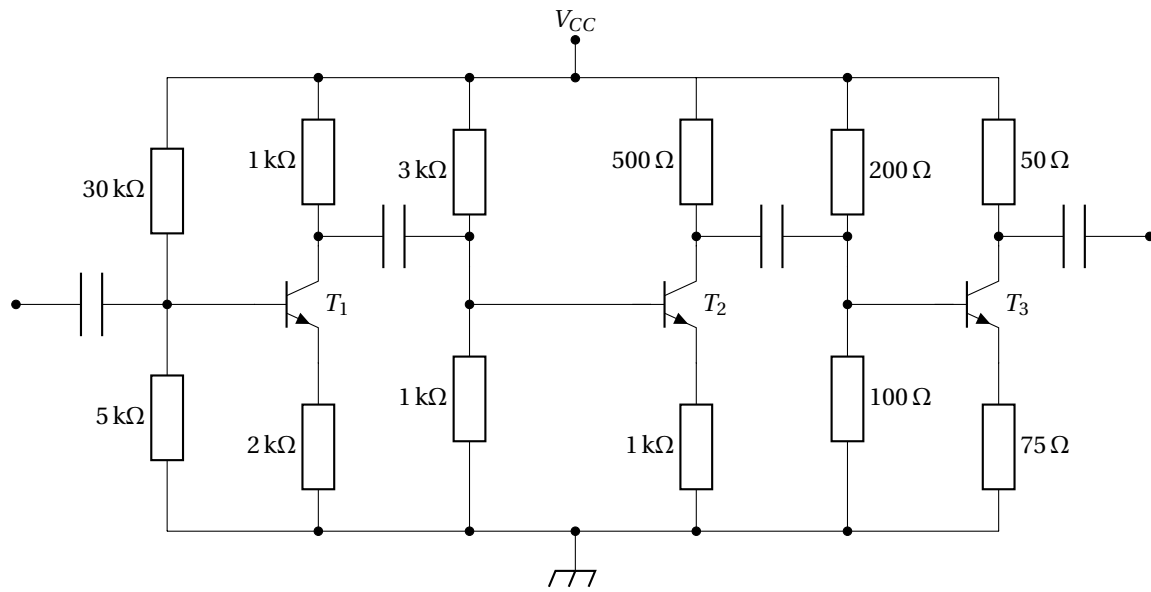 V_CC
1 kΩ
3 kΩ
500 Ω
200 Ω
50 Ω
30 kΩ
T_1
T_2
T_3
5 kΩ
1 kΩ
100 Ω
2 kΩ
1 kΩ
75 Ω